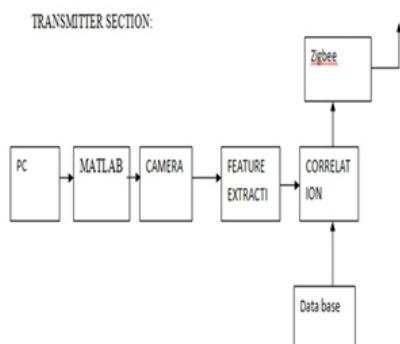 TRANSMITTER SECTION:
Zigbee
PC
MATLAB
CAMERA
FEATURE
EXTRACTI
CORRELAT
ION
Data base